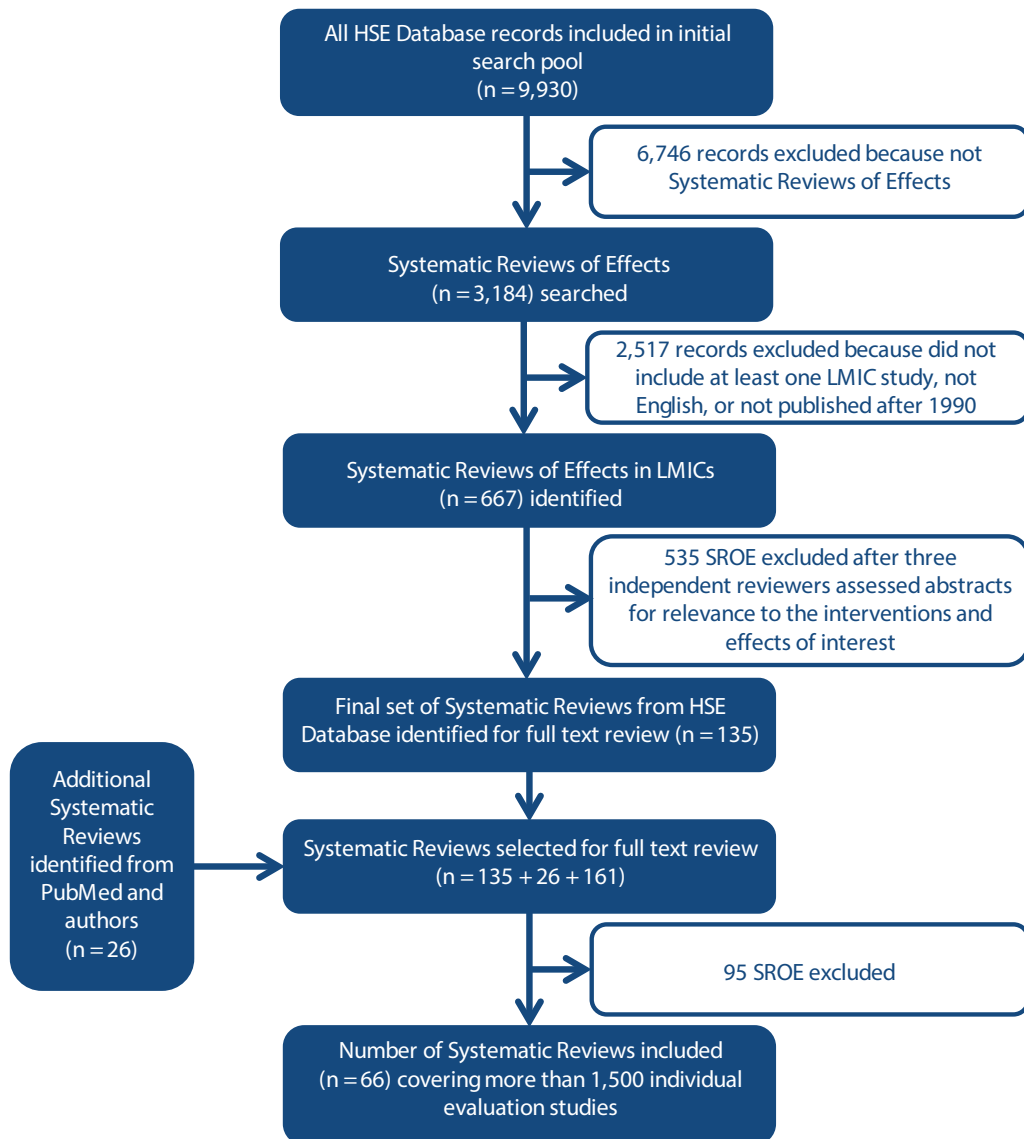 All HSE Database records included in initial
search pool
(n = 9,930)
6,746 records excluded because not
Systematic Reviews of Effects
Systematic Reviews of Effects
(n = 3,184) searched
2,517 records excluded because did not
include at least one LMIC study, not
English, or not published after 1990
Systematic Reviews of Effects in LMICs
(n = 667) identified
535 SROE excluded after three
independent reviewers assessed abstracts
for relevance to the interventions and
effects of interest
Final set of Systematic Reviews from HSE
Database identified for full text review (n = 135)
Additional
Systematic
Reviews
identified from
PubMed and
authors
(n = 26)
Systematic Reviews selected for full text review
(n = 135 + 26 + 161)
95 SROE excluded
Number of Systematic Reviews included
(n = 66) covering more than 1,500 individual
evaluation studies